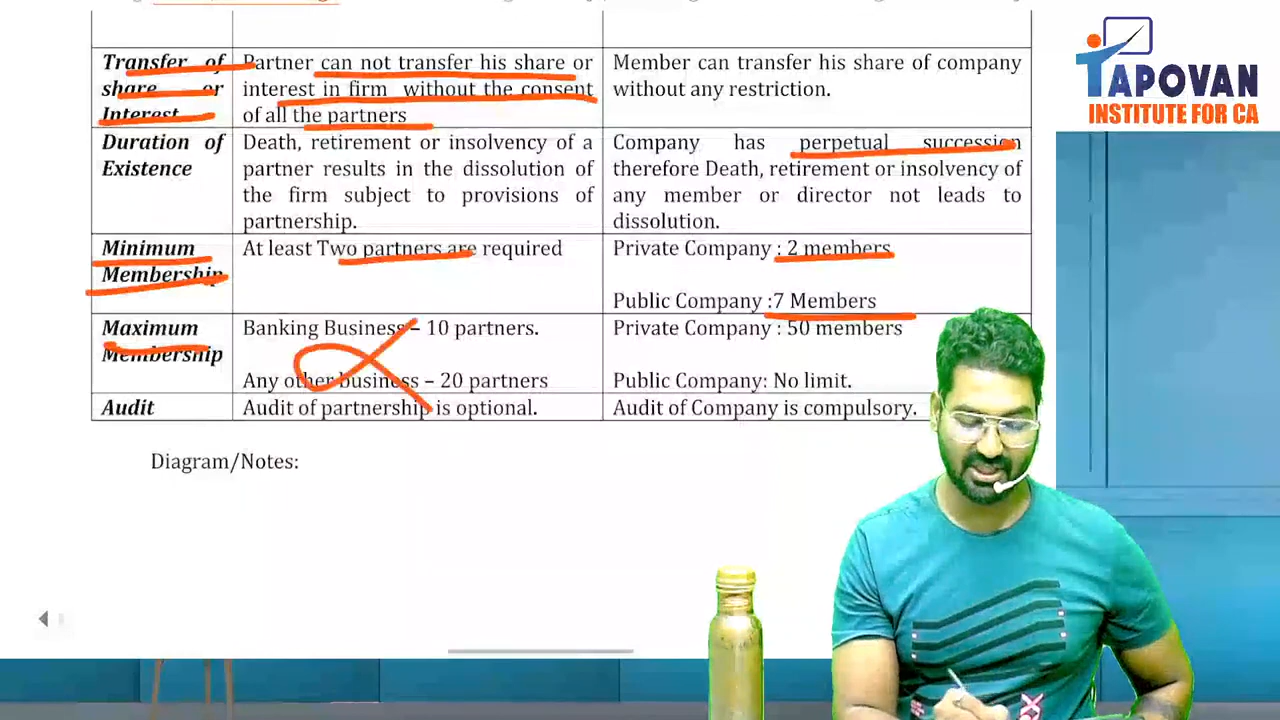 Transfer of share or Interest
Partner can not transfer his share or
interest in firm without the consent
of all the partners
Member can transfer his share of company
without any restriction.
Duration of Existence
Death, retirement or insolvency of a
partner results in the dissolution of
the firm subject to provisions of
partnership.
Company has perpetual succession
therefore Death, retirement or insolvency of
any member or director not leads to
dissolution.
Minimum Membership
At least Two partners are required
Private Company : 2 members
Public Company :7 Members
Maximum Membership
Banking Business – 10 partners.
Any other business – 20 partners
Private Company : 50 members
Public Company: No limit.
Audit
Audit of partnership is optional.
Audit of Company is compulsory.
Diagram/Notes:
TAPOVAN
INSTITUTE FOR CA